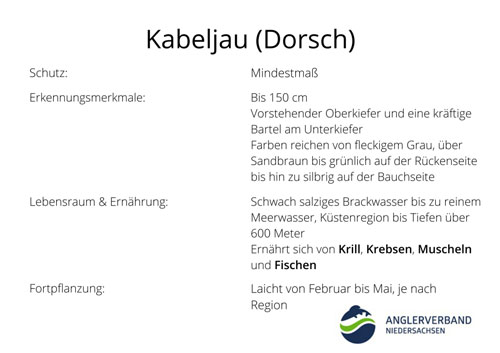 Kabeljau (Dorsch)
Schutz:
Mindestmaß
Erkennungsmerkmale:
Bis 150 cm
Vorstehender Oberkiefer und eine kräftige
Bartel am Unterkiefer
Farben reichen von fleckigem Grau, über
Sandbraun bis grünlich auf der Rückenseite
bis hin zu silbrig auf der Bauchseite
Lebensraum & Ernährung:
Schwach salziges Brackwasser bis zu reinem
Meerwasser, Küstenregion bis Tiefen über
600 Meter
Ernährt sich von Krill, Krebsen, Muscheln
und Fischen
Fortpflanzung:
Laicht von Februar bis Mai, je nach
Region
ANGLERVERBAND
NIEDERSACHSEN